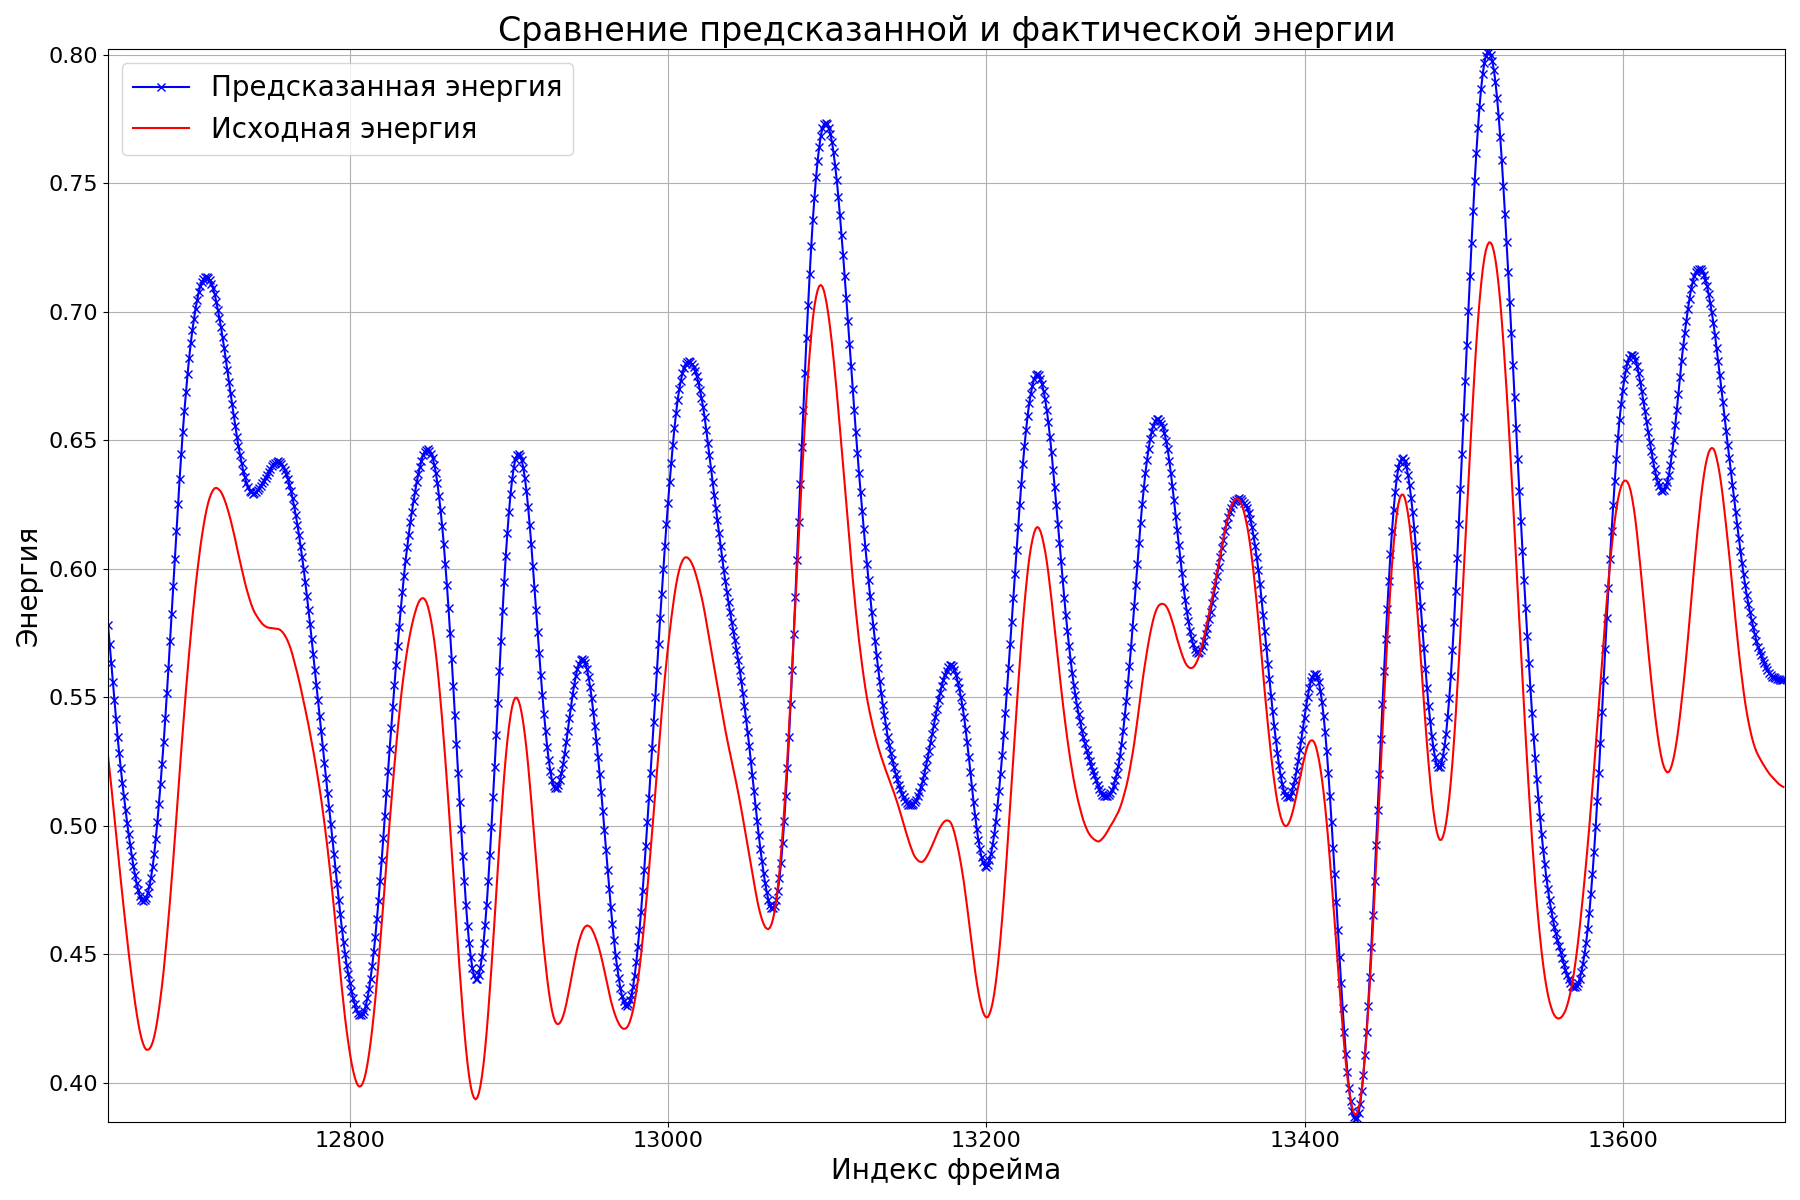 Сравнение предсказанной и фактической энергии
Предсказанная энергия
Исходная энергия
0.80
0.75
0.70
0.65
0.60
0.55
0.50
0.45
0.40
Энергия
12800 13000 13200 13400 13600
Индекс фрейма